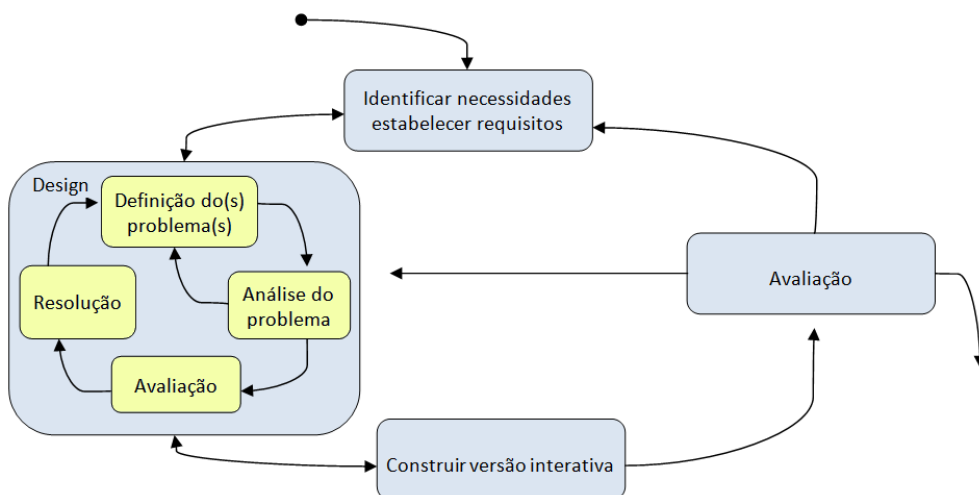 Identificar necessidades
estabelecer requisitos
Design
Definição do(s)
problema(s)
Resolução
Análise do
problema
Avaliação
Avaliação
Construir versão interativa